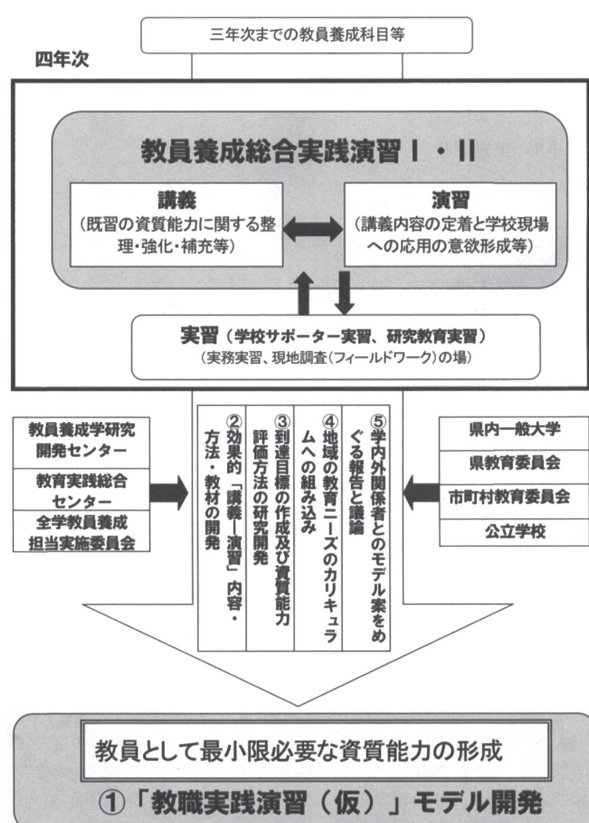 三年次までの教員養成科目等
四年次
教員養成総合実践演習Ⅰ・Ⅱ
講義
(既習の資質能力に関する整
理・強化・補充等)
演習
(講義内容の定着と学校現場
への応用の意欲形成等)
実習(学校サポーター実習、研究教育実習)
(実務実習、現地調査(フィールドワーク)の場)
教員養成学研究
開発センター
教育実践総合
センター
全学教員養成
担当実施委員会
②効果的「講義―演習」内容・
方法・教材の開発
③到達目標の作成及び資質能力
評価方法の研究開発
④地域の教育ニーズのカリキュラ
ムへの組み込み
⑤学内外関係者とのモデル案をめ
ぐる報告と議論
県内一般大学
県教育委員会
市町村教育委員会
公立学校
教員として最小限必要な資質能力の形成
①「教職実践演習(仮)」モデル開発